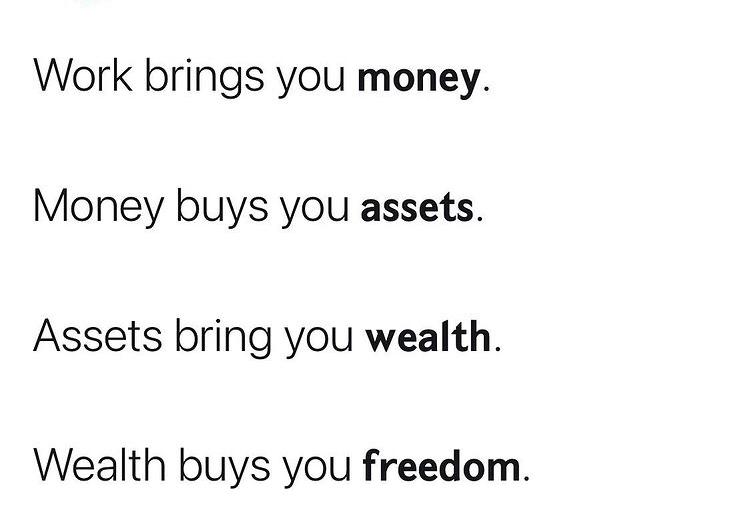 Work brings you money.
Money buys you assets.
Assets bring you wealth.
Wealth buys you freedom.